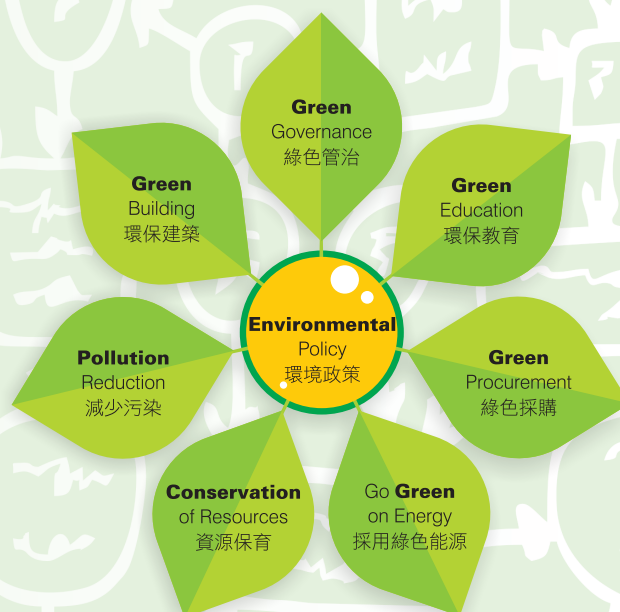 Green
Governance
綠色管治
Green
Building
環保建築
Green
Education
環保教育
Environmental
Policy
環境政策
Pollution
Reduction
減少污染
Green
Procurement
綠色採購
Conservation
of Resources
資源保育
Go Green
on Energy
採用綠色能源